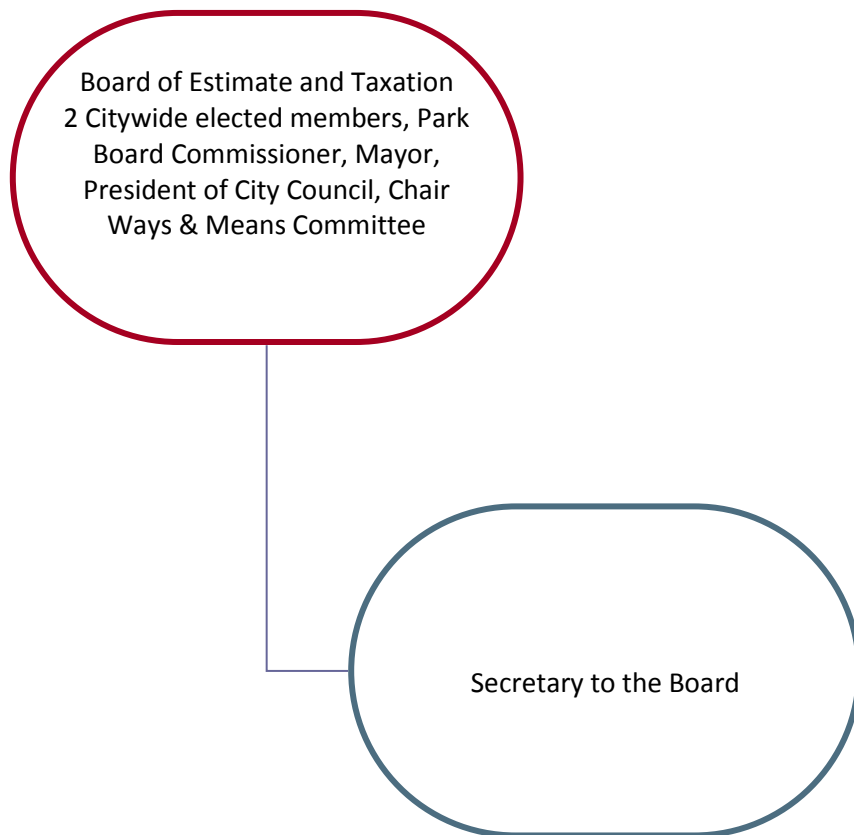 Board of Estimate and Taxation
2 Citywide elected members, Park
Board Commissioner, Mayor,
President of City Council, Chair
Ways & Means Committee
Secretary to the Board